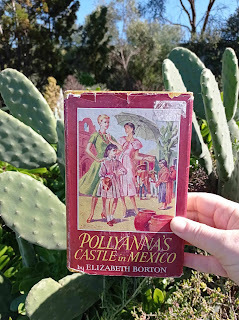 POLLYANNA'S
CASTLE in MEXICO
by ELIZABETH BORTON